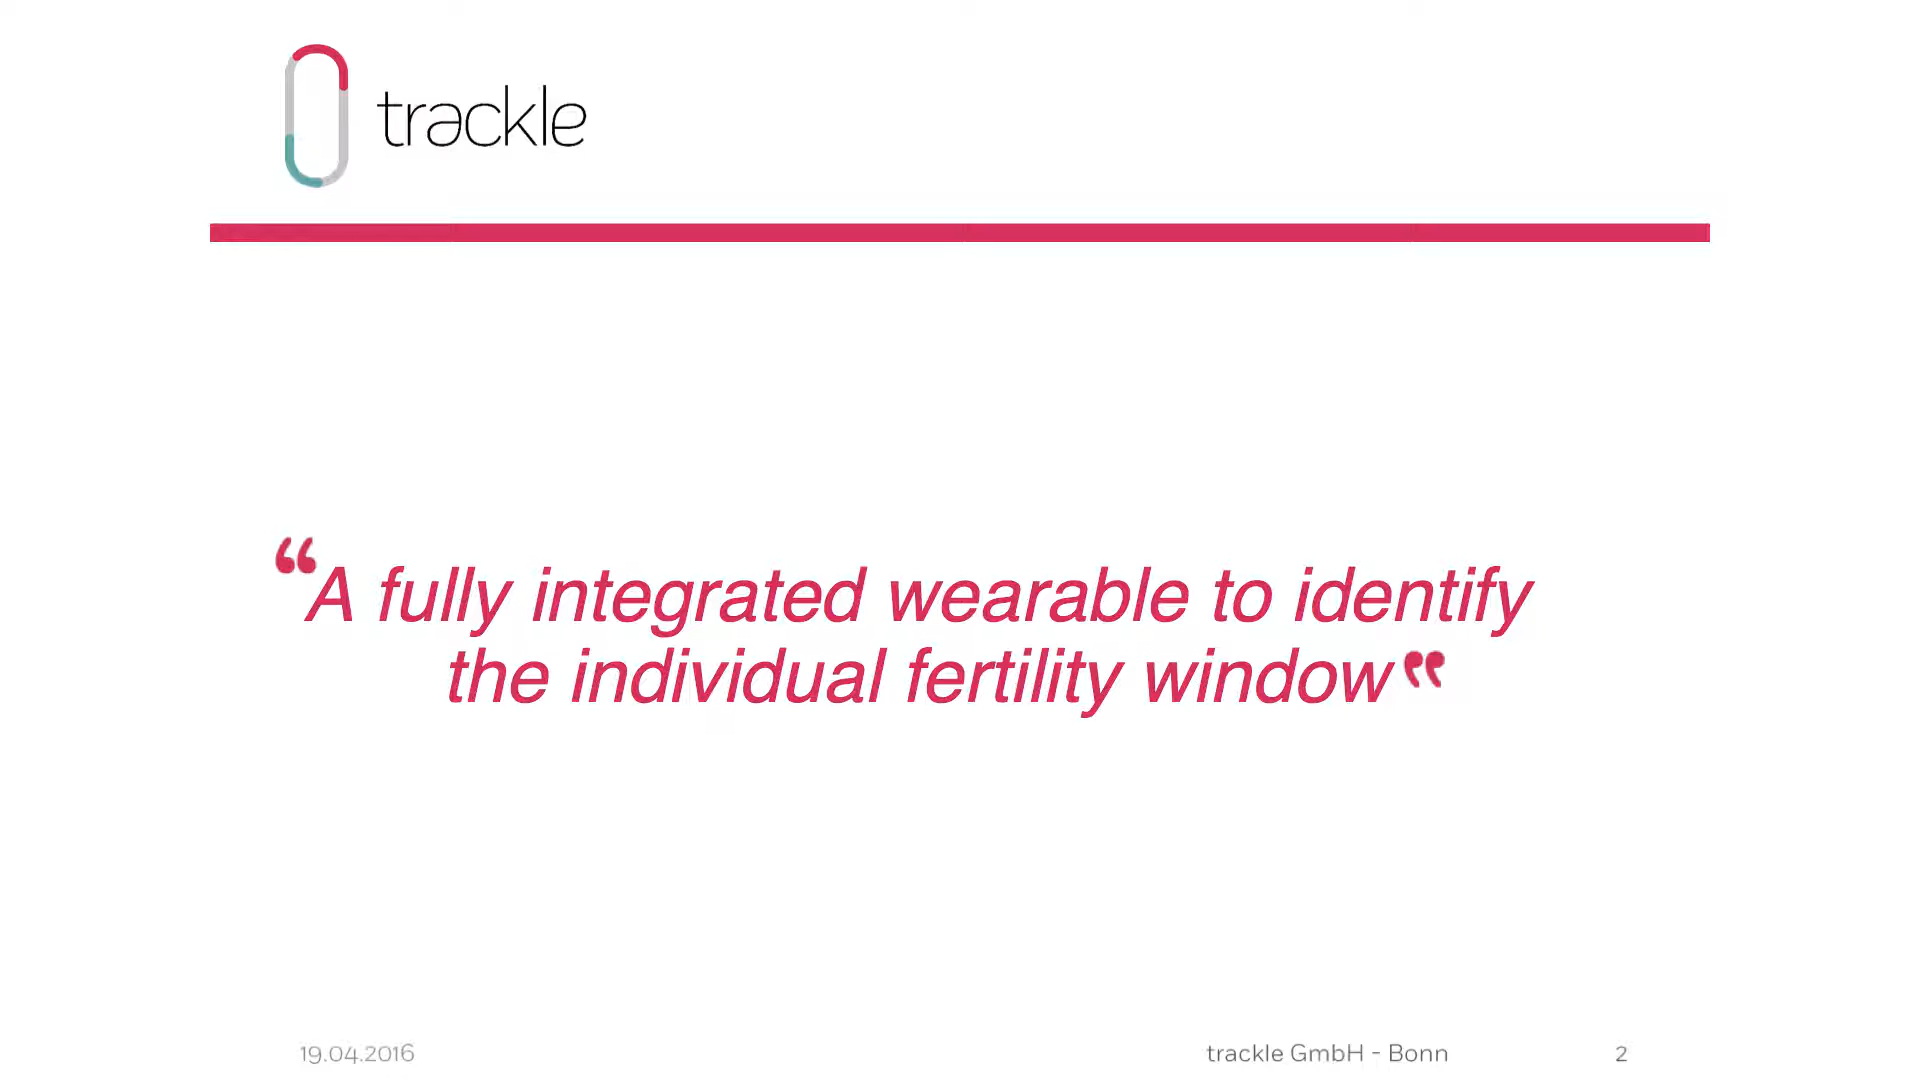 trackle
“A fully integrated wearable to identify
the individual fertility window”
19.04.2016
trackle GmbH - Bonn
2